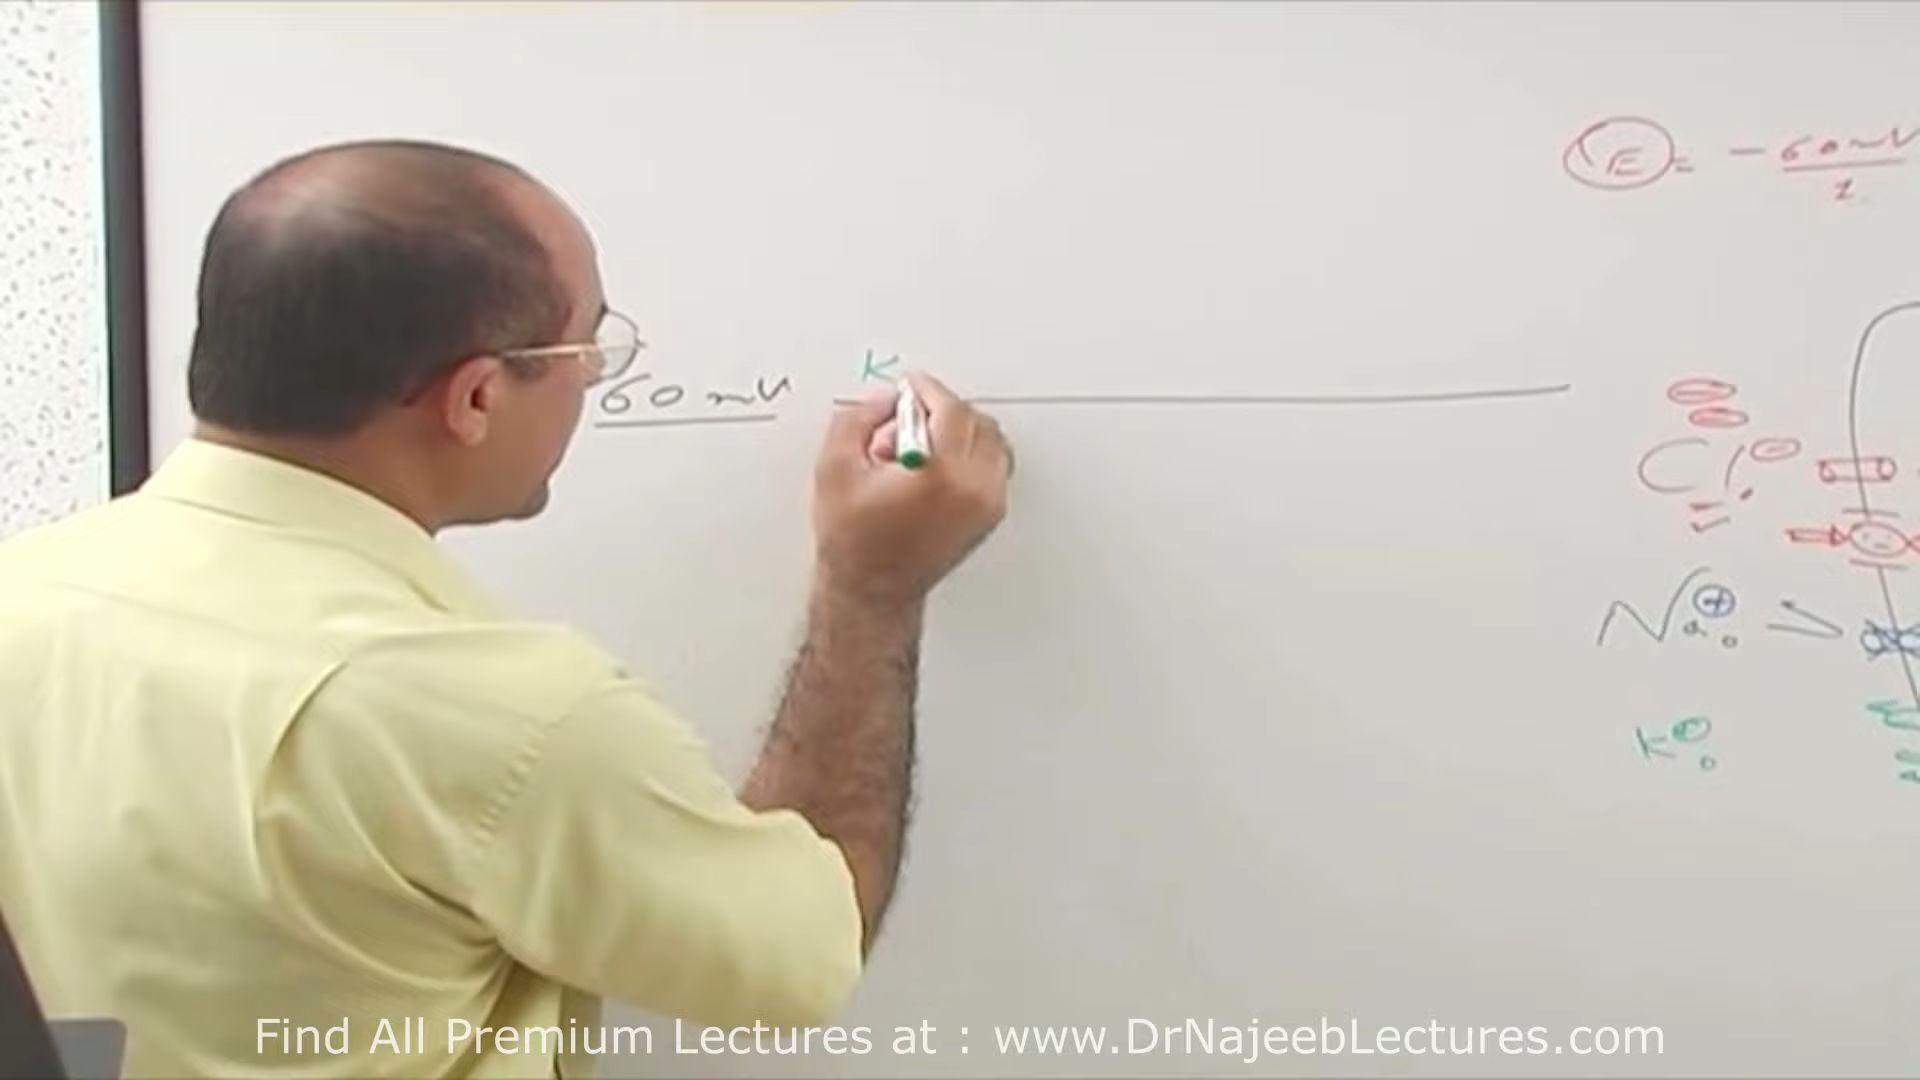 E = - 60 mV
z
60 mV
K
Cl -
Na + o
K + o
Find All Premium Lectures at : www.DrNajeebLectures.com